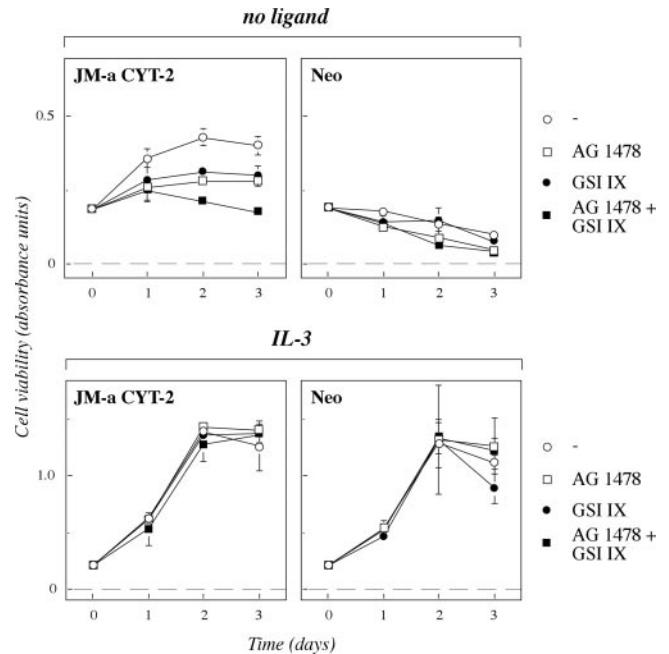 no ligand
JM-a CYT-2
Neo
0.5
0
0 1 2 3
0 1 2 3
-
AG 1478
GSI IX
AG 1478 +
GSI IX
Cell viability (absorbance units)
IL-3
JM-a CYT-2
Neo
1.0
0
0 1 2 3
0 1 2 3
-
AG 1478
GSI IX
AG 1478 +
GSI IX
Time (days)